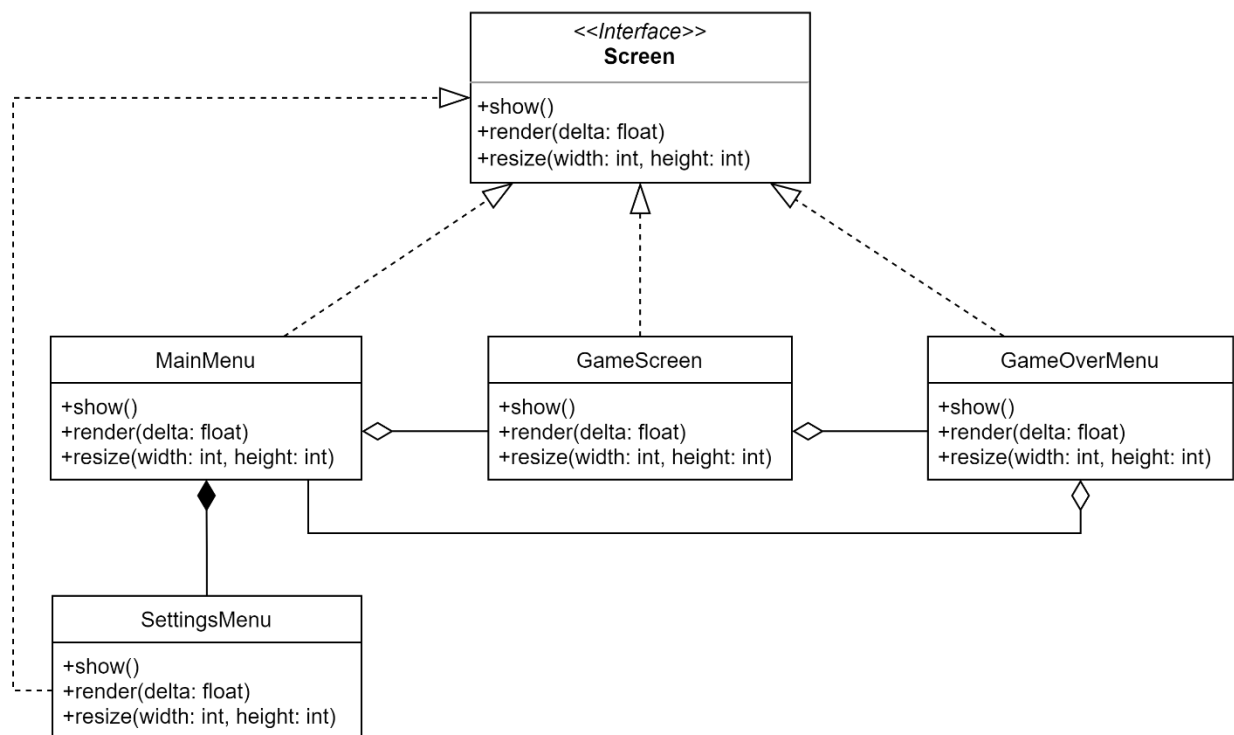 <<Interface>>
Screen
+show()
+render(delta: float)
+resize(width: int, height: int)
MainMenu
+show()
+render(delta: float)
+resize(width: int, height: int)
GameScreen
+show()
+render(delta: float)
+resize(width: int, height: int)
GameOverMenu
+show()
+render(delta: float)
+resize(width: int, height: int)
SettingsMenu
+show()
+render(delta: float)
+resize(width: int, height: int)